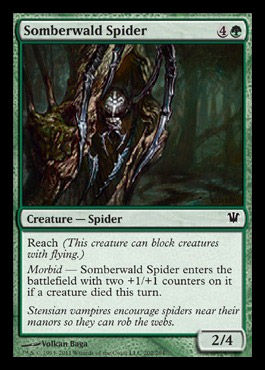 Somberwald Spider 4
Creature — Spider
Reach (This creature can block creatures
with flying.)
Morbid — Somberwald Spider enters the
battlefield with two +1/+1 counters on it
if a creature died this turn.
Stensian vampires encourage spiders near their
manors so they can rob the webs.
Volkan Baga
2/4